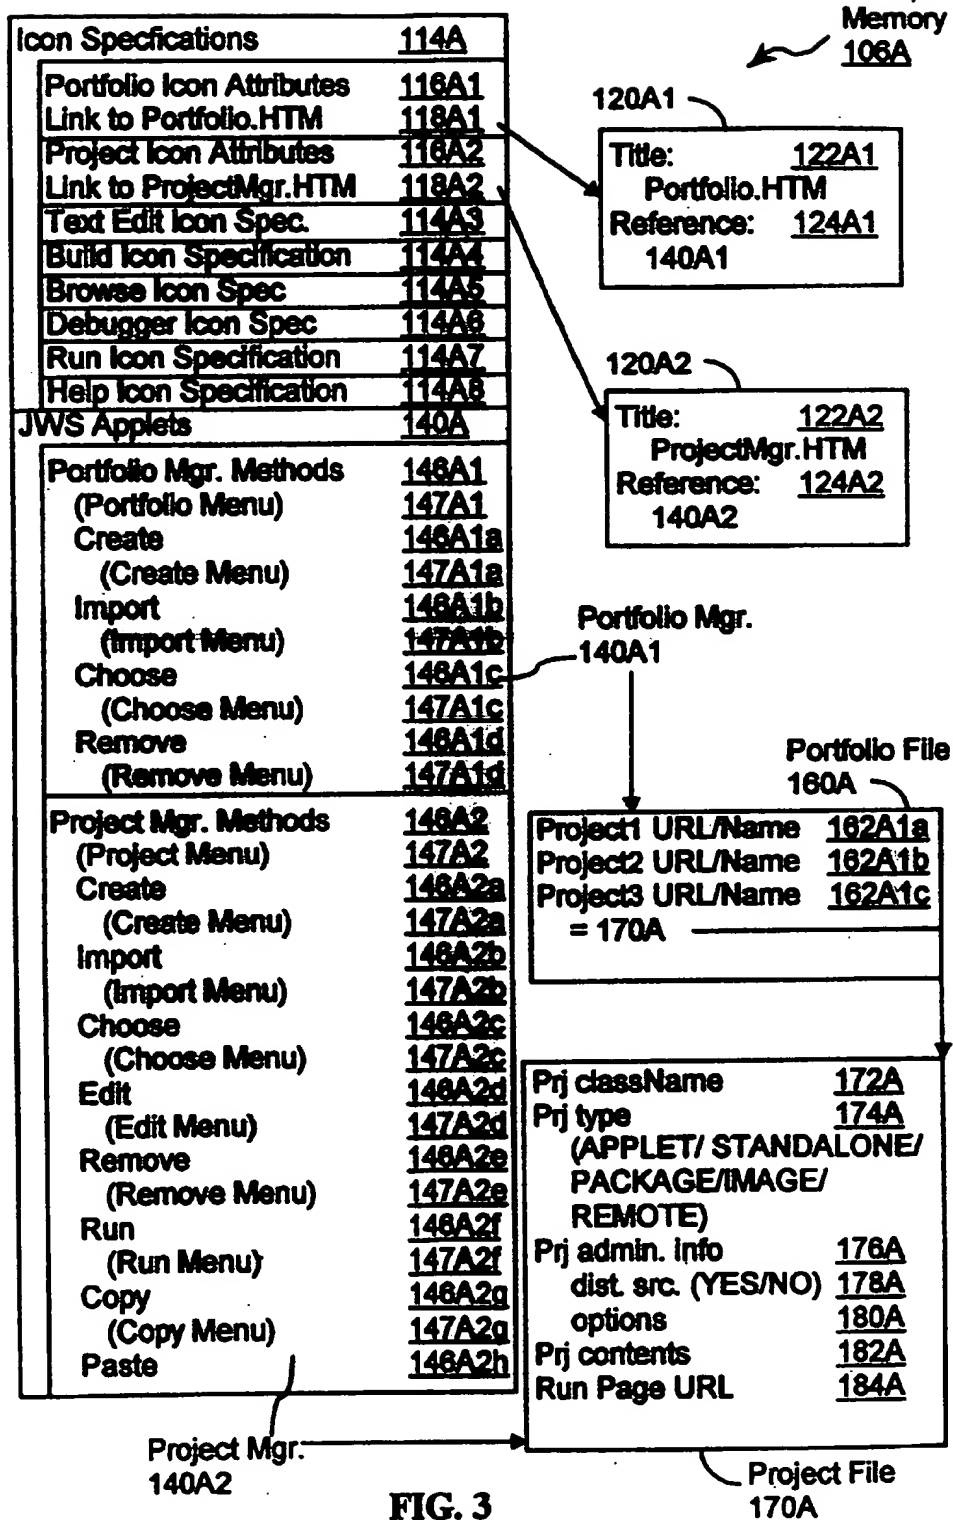 Memory
106A
Icon Specfications 114A
Portfolio Icon Attributes 116A1
Link to Portfolio.HTM 118A1
Project Icon Attributes 116A2
Link to ProjectMgr.HTM 118A2
Text Edit Icon Spec. 114A3
Build Icon Specification 114A4
Browse Icon Spec 114A5
Debugger Icon Spec 114A6
Run Icon Specification 114A7
Help Icon Specification 114A8
JWS Applets 140A
Portfolio Mgr. Methods 146A1
(Portfolio Menu) 147A1
Create 146A1a
(Create Menu) 147A1a
Import 146A1b
(Import Menu) 147A1b
Choose 146A1c
(Choose Menu) 147A1c
Remove 146A1d
(Remove Menu) 147A1d
Project Mgr. Methods 146A2
(Project Menu) 147A2
Create 146A2a
(Create Menu) 147A2a
Import 146A2b
(Import Menu) 147A2b
Choose 146A2c
(Choose Menu) 147A2c
Edit 146A2d
(Edit Menu) 147A2d
Remove 146A2e
(Remove Menu) 147A2e
Run 146A2f
(Run Menu) 147A2f
Copy 146A2g
(Copy Menu) 147A2g
Paste 146A2h
Project Mgr.
140A2
120A1
Title: 122A1
Portfolio.HTM
Reference: 124A1
140A1
120A2
Title: 122A2
ProjectMgr.HTM
Reference: 124A2
140A2
Portfolio Mgr.
140A1
Portfolio File
160A
Project1 URL/Name 162A1a
Project2 URL/Name 162A1b
Project3 URL/Name 162A1c
= 170A
Prj className 172A
Prj type 174A
(APPLET/ STANDALONE/
PACKAGE/IMAGE/
REMOTE)
Prj admin. info 176A
dist. src. (YES/NO) 178A
options 180A
Prj contents 182A
Run Page URL 184A
Project File
170A
FIG. 3